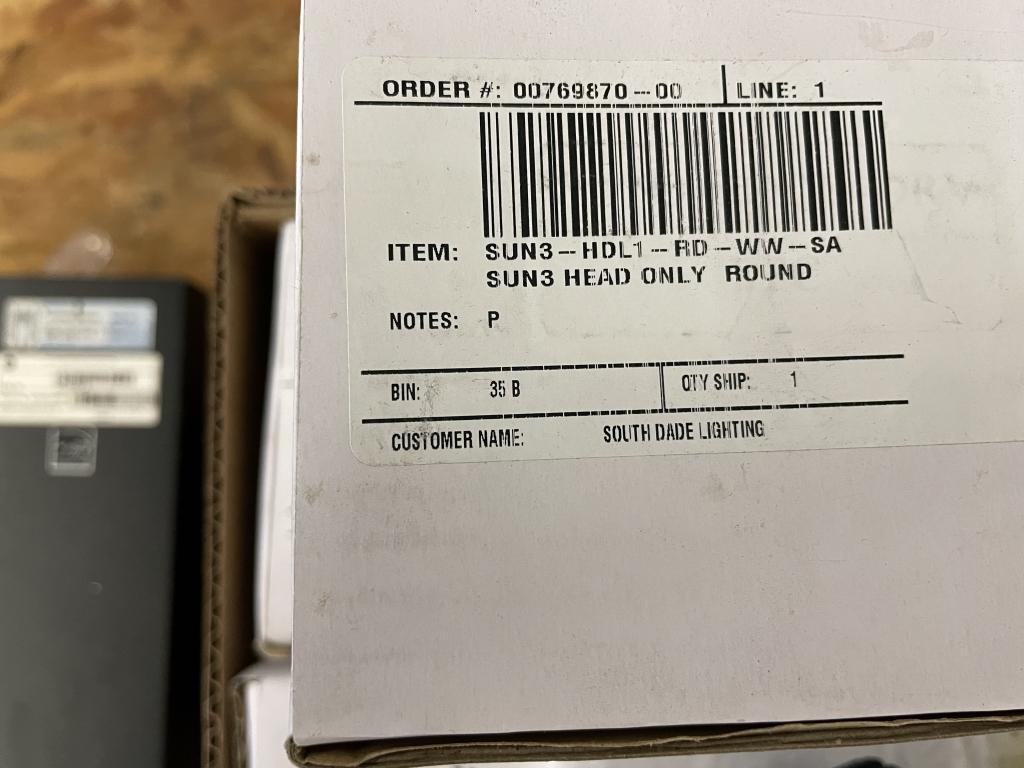 ORDER #: 00769870-00 LINE: 1
ITEM: SUN3-HDL1-RD-WW-SA
SUN3 HEAD ONLY ROUND
NOTES: P
BIN: 35 B QTY SHIP: 1
CUSTOMER NAME: SOUTH DADE LIGHTING